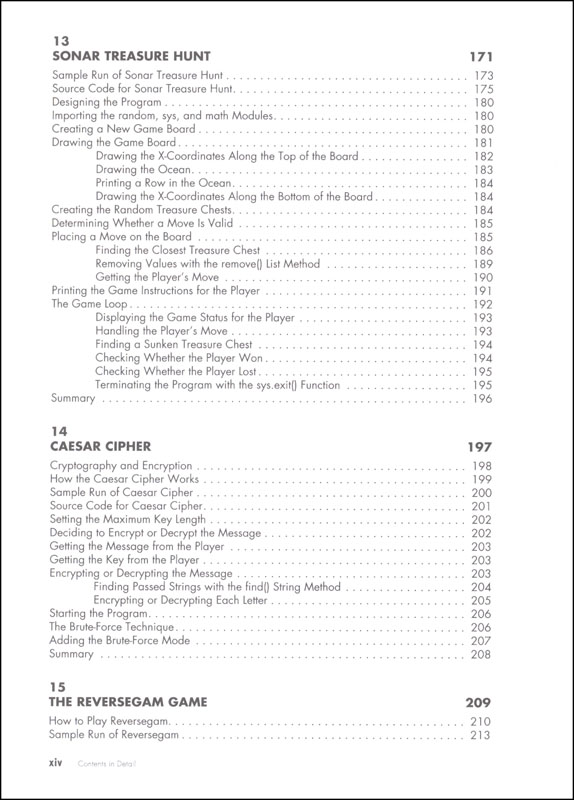 13
SONAR TREASURE HUNT 171
Sample Run of Sonar Treasure Hunt . . . . . . . . . . 173
Source Code for Sonar Treasure Hunt. . . . . . . . . . 175
Designing the Program . . . . . . . . . . 180
Importing the random, sys, and math Modules. . . . . . . . . . 180
Creating a New Game Board . . . . . . . . . . 180
Drawing the Game Board . . . . . . . . . . 181
Drawing the X-Coordinates Along the Top of the Board . . . . . . . . . . 182
Drawing the Ocean. . . . . . . . . . 183
Printing a Row in the Ocean. . . . . . . . . . 184
Drawing the X-Coordinates Along the Bottom of the Board . . . . . . . . . . 184
Creating the Random Treasure Chests. . . . . . . . . . 184
Determining Whether a Move Is Valid . . . . . . . . . . 185
Placing a Move on the Board . . . . . . . . . . 185
Finding the Closest Treasure Chest . . . . . . . . . . 186
Removing Values with the remove() List Method . . . . . . . . . . 189
Getting the Player's Move . . . . . . . . . . 190
Printing the Game Instructions for the Player . . . . . . . . . . 191
The Game Loop . . . . . . . . . . 192
Displaying the Game Status for the Player . . . . . . . . . . 193
Handling the Player's Move . . . . . . . . . . 193
Finding a Sunken Treasure Chest . . . . . . . . . . 194
Checking Whether the Player Won . . . . . . . . . . 194
Checking Whether the Player Lost . . . . . . . . . . 195
Terminating the Program with the sys.exit() Function . . . . . . . . . . 195
Summary . . . . . . . . . . 196
14
CAESAR CIPHER 197
Cryptography and Encryption . . . . . . . . . . 198
How the Caesar Cipher Works . . . . . . . . . . 199
Sample Run of Caesar Cipher . . . . . . . . . . 200
Source Code for Caesar Cipher. . . . . . . . . . 201
Setting the Maximum Key Length . . . . . . . . . . 202
Deciding to Encrypt or Decrypt the Message . . . . . . . . . . 202
Getting the Message from the Player . . . . . . . . . . 203
Getting the Key from the Player . . . . . . . . . . 203
Encrypting or Decrypting the Message . . . . . . . . . . 203
Finding Passed Strings with the find() String Method . . . . . . . . . . 204
Encrypting or Decrypting Each Letter . . . . . . . . . . 205
Starting the Program. . . . . . . . . . 206
The Brute-Force Technique. . . . . . . . . . 206
Adding the Brute-Force Mode . . . . . . . . . . 207
Summary . . . . . . . . . . 208
15
THE REVERSEGAM GAME 209
How to Play Reversegam. . . . . . . . . . 210
Sample Run of Reversegam . . . . . . . . . . 213
xiv Contents in Detail